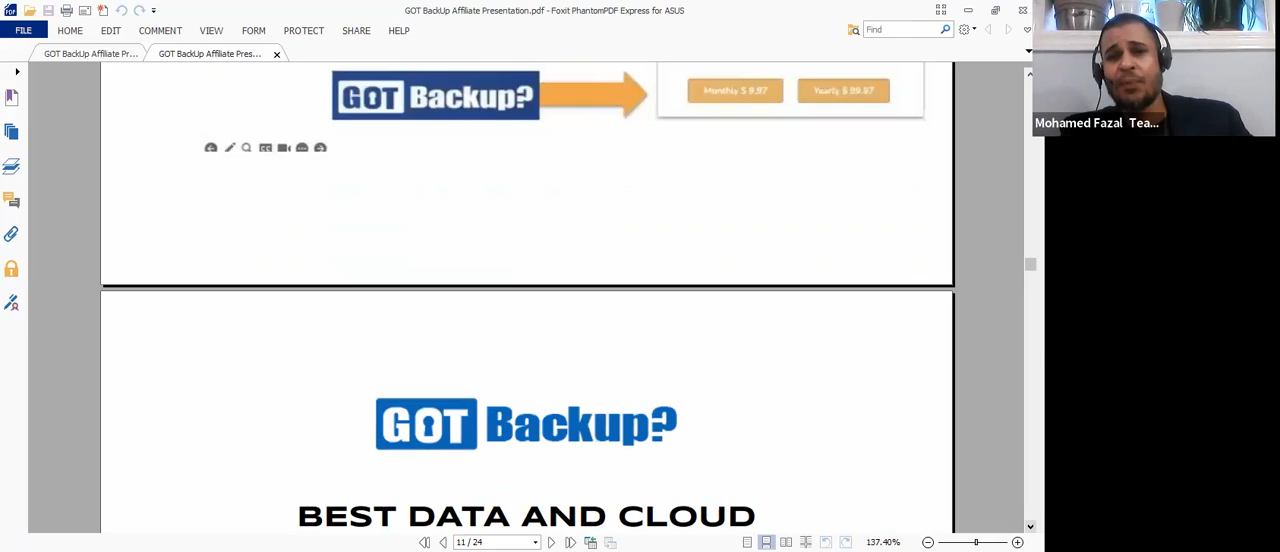 GOT BackUp Affiliate Presentation.pdf - Foxit PhantomPDF Express for ASUS
FILE HOME EDIT COMMENT VIEW FORM PROTECT SHARE HELP
Find
GOT BackUp Affiliate Pr...
GOT BackUp Affiliate Pres...
GOT Backup?
Monthly $ 9.97
Yearly $ 99.97
CC
Mohamed Fazal Tea...
GOT Backup?
BEST DATA AND CLOUD
11 / 24
137.40%